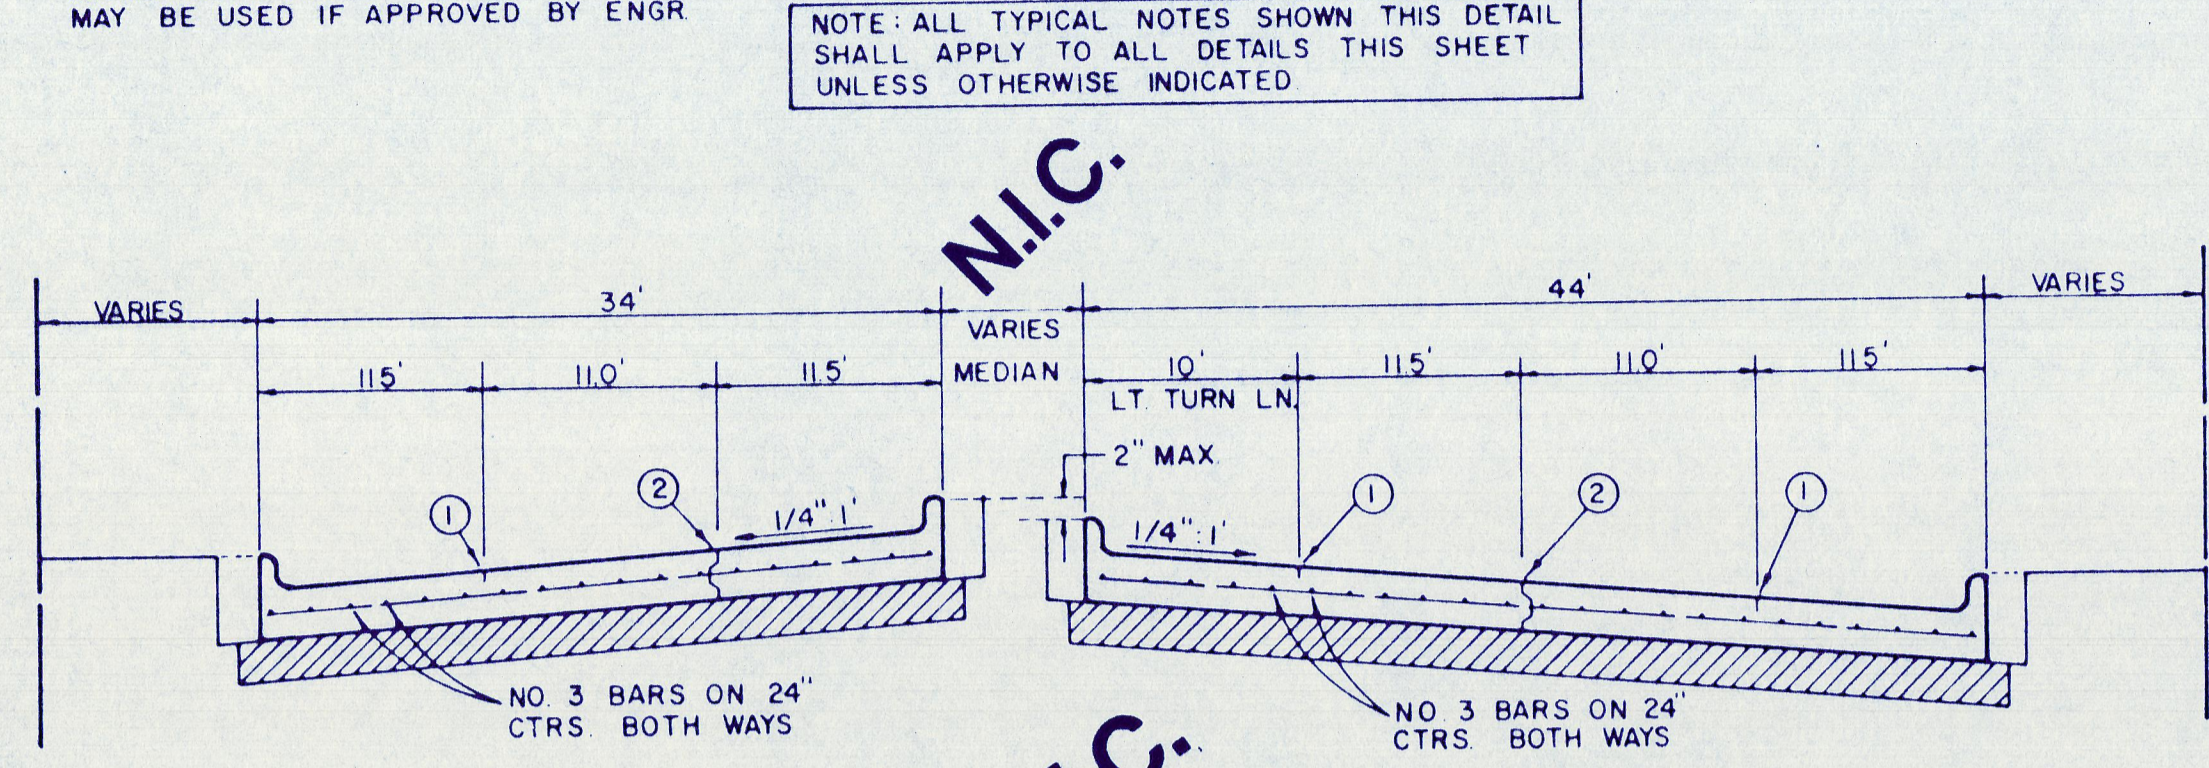 MAY BE USED IF APPROVED BY ENGR.
NOTE: ALL TYPICAL NOTES SHOWN THIS DETAIL
SHALL APPLY TO ALL DETAILS THIS SHEET
UNLESS OTHERWISE INDICATED
N.I.C.
VARIES
34'
VARIES
MEDIAN
44'
VARIES
11.5'
11.0'
11.5'
10'
LT. TURN LN.
11.5'
11.0'
11.5'
2" MAX.
1
2
1/4":1'
1/4":1'
1
2
1
NO. 3 BARS ON 24"
CTRS. BOTH WAYS
NO. 3 BARS ON 24"
CTRS. BOTH WAYS
C.